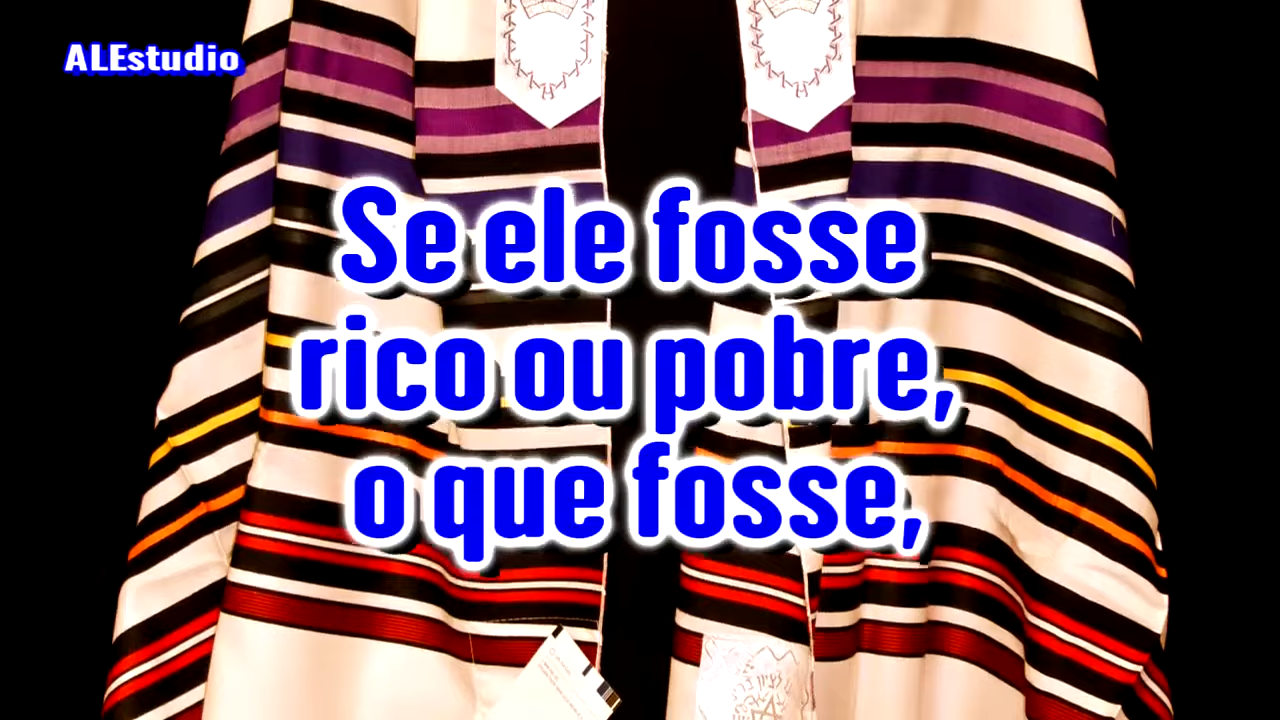 ALEstudio
Se ele fosse
rico ou pobre,
o que fosse,